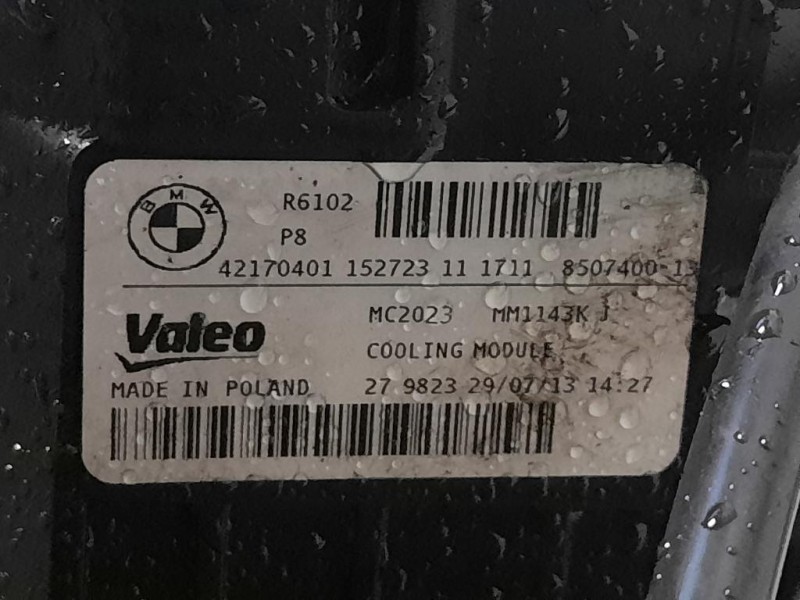 BMW
R6102
P8
42170401 152723 11 1711 8507400-13
Valeo
MC2023 MM1143K J
COOLING MODULE
MADE IN POLAND 27 9823 29/07/13 14:27